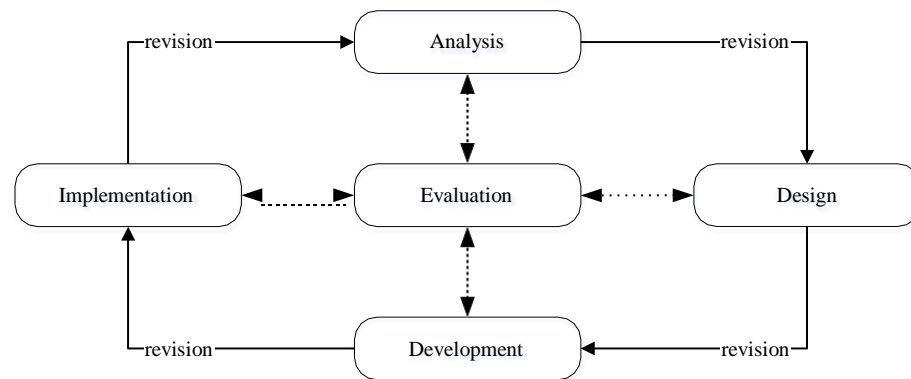 revision
Analysis
revision
Implementation
Evaluation
Design
revision
Development
revision